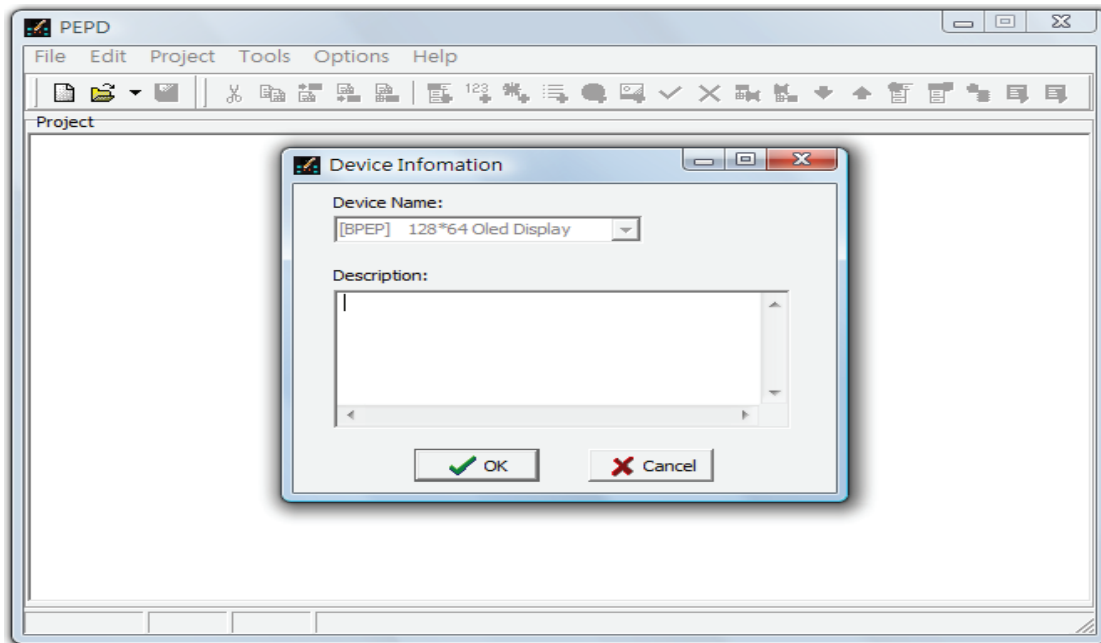 PEPD
File Edit Project Tools Options Help
123
Project
Device Infomation
Device Name:
[BPEP] 128*64 Oled Display
Description:
OK Cancel